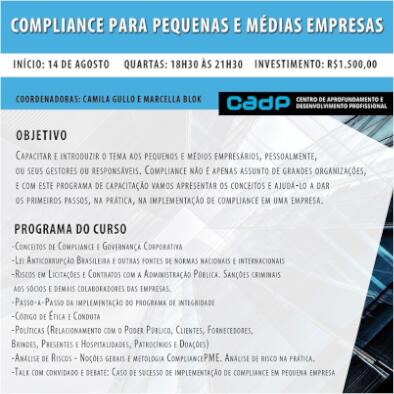 COMPLIANCE PARA PEQUENAS E MÉDIAS EMPRESAS
INÍCIO: 14 DE AGOSTO QUARTAS: 18H30 ÀS 21H30 INVESTIMENTO: R$1.500,00
COORDENADORAS: CAMILA GULLO E MARCELLA BLOK
CADP CENTRO DE APROFUNDAMENTO E
DESENVOLVIMENTO PROFISSIONAL
OBJETIVO
CAPACITAR E INTRODUZIR O TEMA AOS PEQUENOS E MÉDIOS EMPRESÁRIOS, PESSOALMENTE,
OU SEUS GESTORES OU RESPONSÁVEIS. COMPLIANCE NÃO É APENAS ASSUNTO DE GRANDES ORGANIZAÇÕES,
E COM ESTE PROGRAMA DE CAPACITAÇÃO VAMOS APRESENTAR OS CONCEITOS E AJUDÁ-LO A DAR
OS PRIMEIROS PASSOS, NA PRÁTICA, NA IMPLEMENTAÇÃO DE COMPLIANCE EM UMA EMPRESA.
PROGRAMA DO CURSO
-CONCEITOS DE COMPLIANCE E GOVERNANÇA CORPORATIVA
-LEI ANTICORRUPÇÃO BRASILEIRA E OUTRAS FONTES DE NORMAS NACIONAIS E INTERNACIONAIS
-RISCOS EM LICITAÇÕES E CONTRATOS COM A ADMINISTRAÇÃO PÚBLICA. SANÇÕES CRIMINAIS
AOS SÓCIOS E DEMAIS COLABORADORES DAS EMPRESAS.
-PASSO-A-PASSO DA IMPLEMENTAÇÃO DO PROGRAMA DE INTEGRIDADE
-CÓDIGO DE ÉTICA E CONDUTA
-POLÍTICAS (RELACIONAMENTO COM O PODER PÚBLICO, CLIENTES, FORNECEDORES,
BRINDES, PRESENTES E HOSPITALIDADES, PATROCÍNIOS E DOAÇÕES)
-ANÁLISE DE RISCOS - NOÇÕES GERAIS E METOLOGIA COMPLIANCEPME. ANÁLISE DE RISCO NA PRÁTICA.
-TALK COM CONVIDADO E DEBATE: CASO DE SUCESSO DE IMPLEMENTAÇÃO DE COMPLIANCE EM PEQUENA EMPRESA